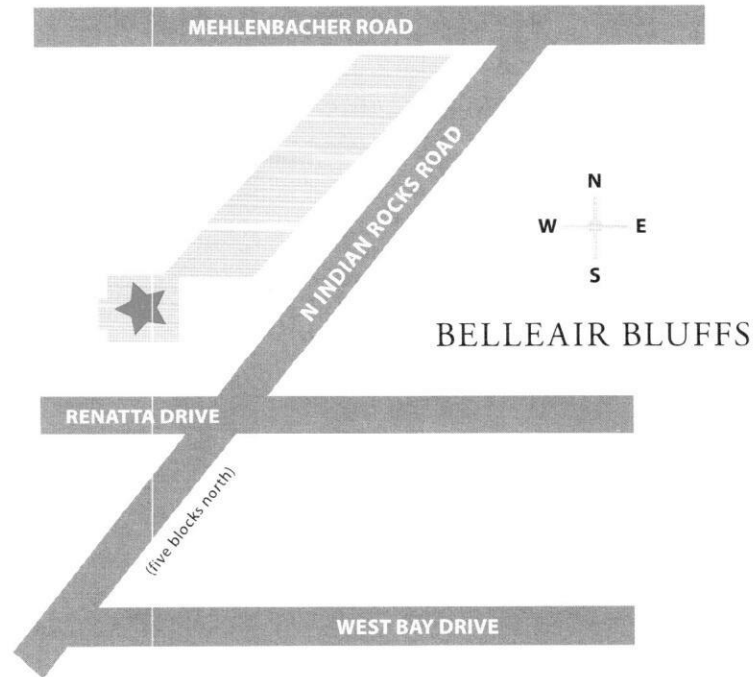 MEHLENBACHER ROAD
N INDIAN ROCKS ROAD
N
W E
S
BELLEAIR BLUFFS
RENATTA DRIVE
(five blocks north)
WEST BAY DRIVE